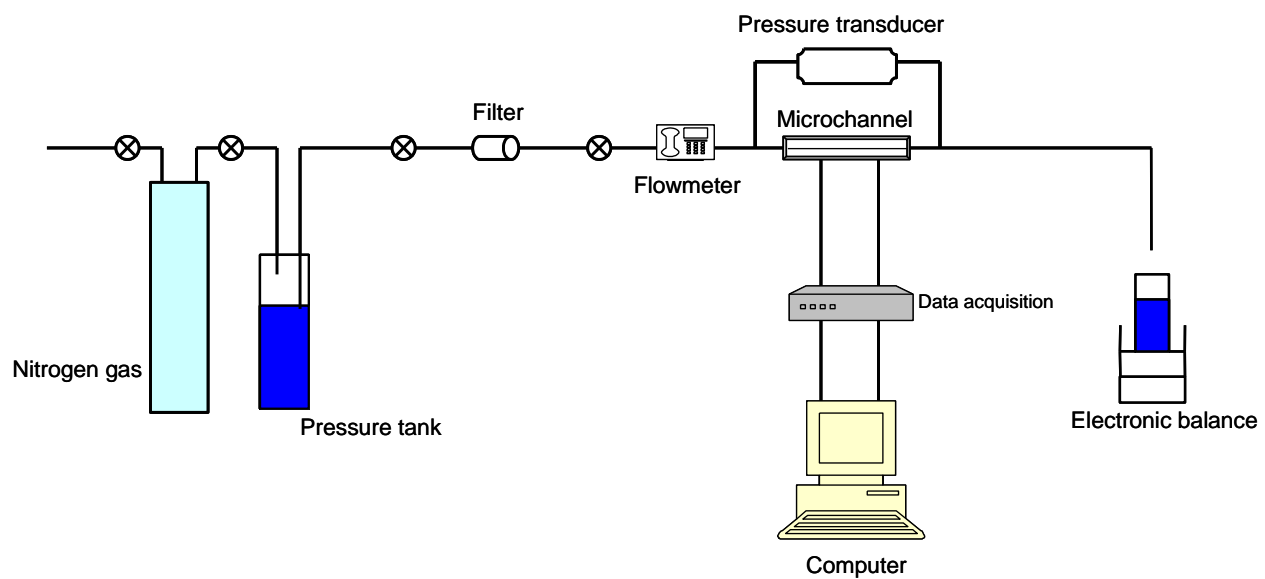 Pressure transducer
Filter
Microchannel
Flowmeter
Data acquisition
Nitrogen gas
Pressure tank
Electronic balance
Computer